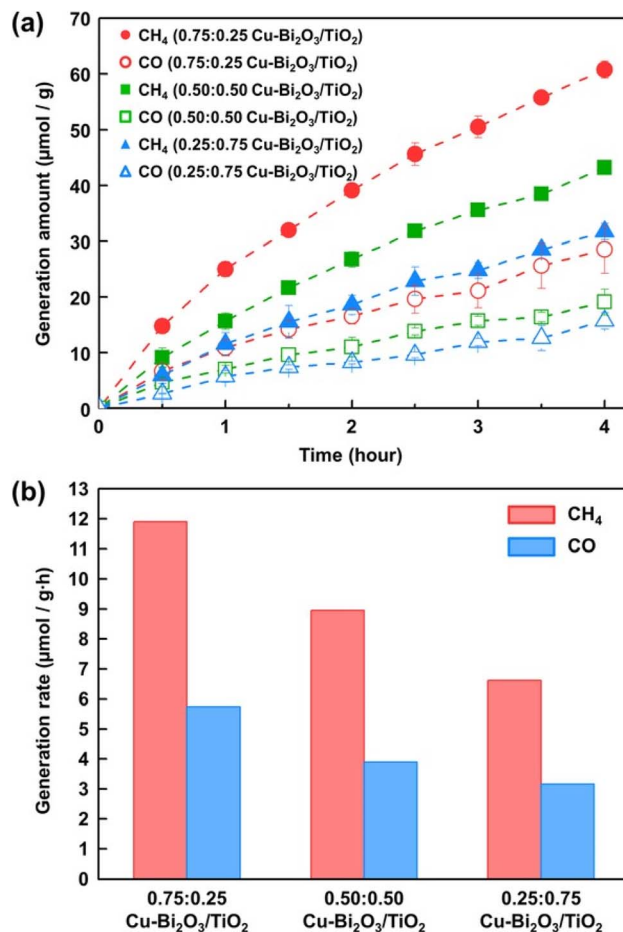 (a)
70
60
50
40
30
20
10
0
Generation amount (μmol / g)
CH₄ (0.75:0.25 Cu-Bi₂O₃/TiO₂)
CO (0.75:0.25 Cu-Bi₂O₃/TiO₂)
CH₄ (0.50:0.50 Cu-Bi₂O₃/TiO₂)
CO (0.50:0.50 Cu-Bi₂O₃/TiO₂)
CH₄ (0.25:0.75 Cu-Bi₂O₃/TiO₂)
CO (0.25:0.75 Cu-Bi₂O₃/TiO₂)
0 1 2 3 4
Time (hour)
(b)
13
12
11
10
9
8
7
6
5
4
3
2
1
0
Generation rate (μmol / g·h)
CH₄
CO
0.75:0.25 0.50:0.50 0.25:0.75
Cu-Bi₂O₃/TiO₂ Cu-Bi₂O₃/TiO₂ Cu-Bi₂O₃/TiO₂